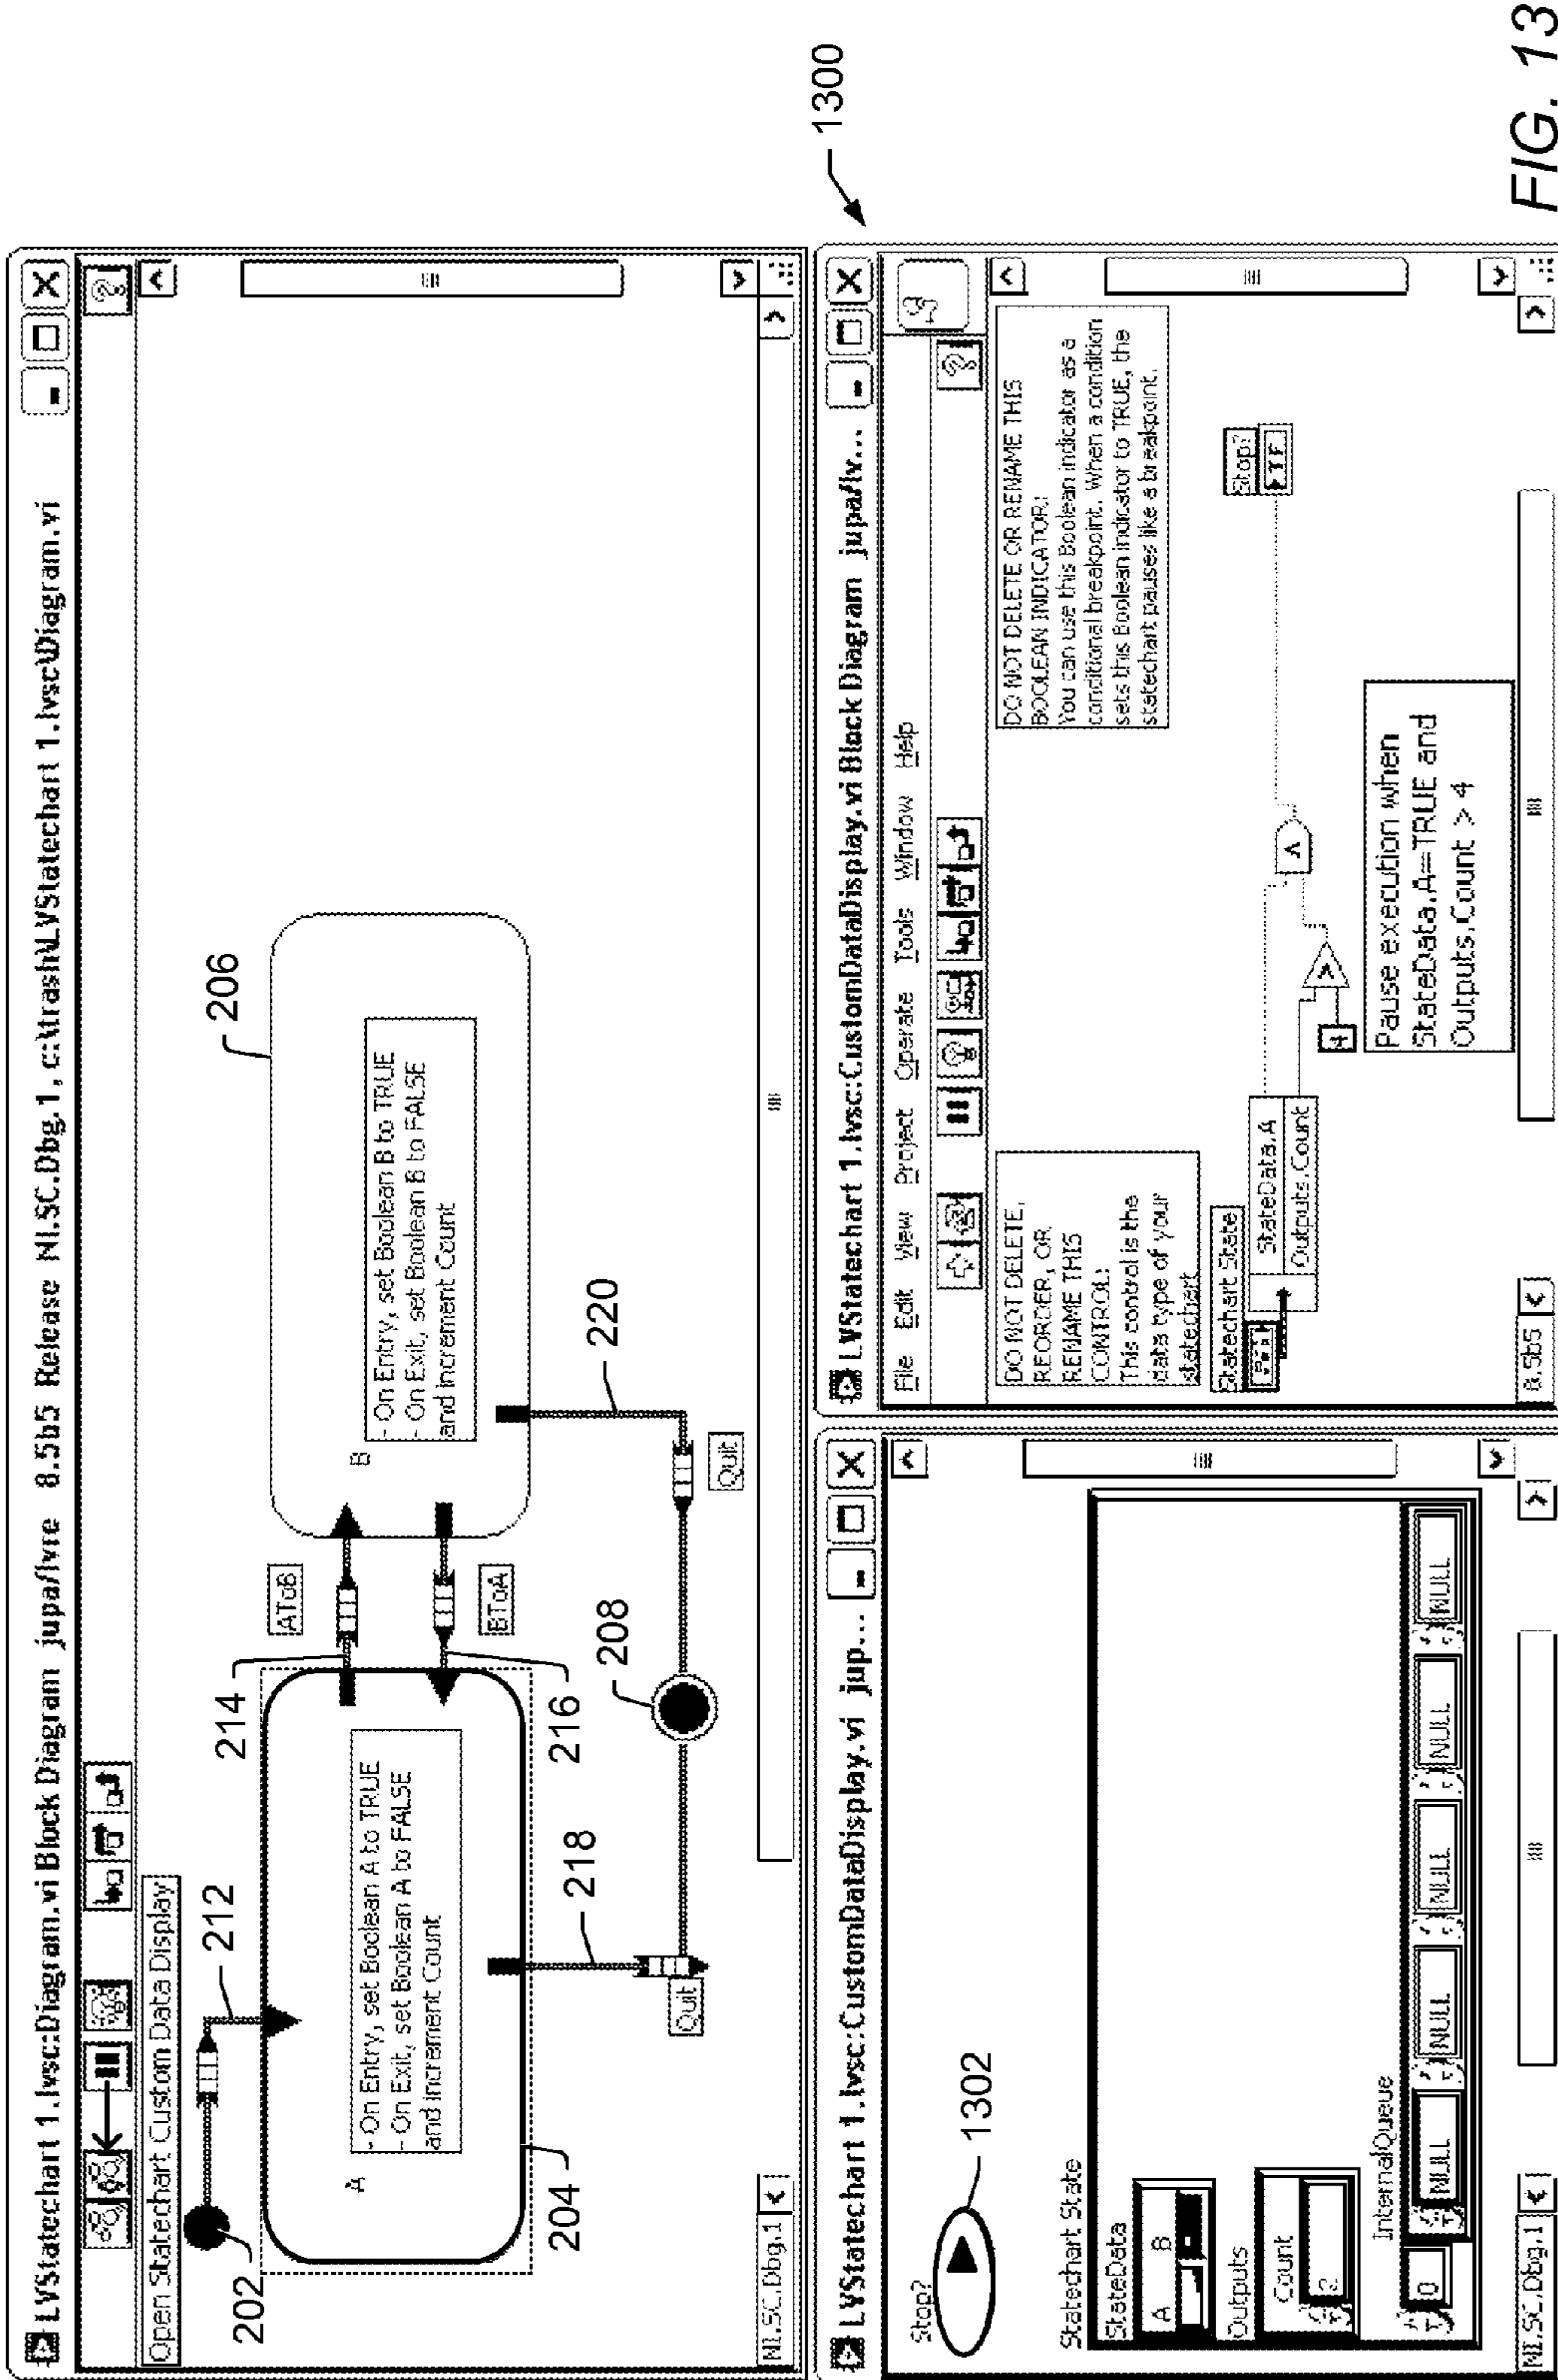 LVStatechart 1.lvsc:Diagram.vi Block Diagram jupa/lvre 8.5b5 Release NI.SC.Dbg.1, c:\trash\LVStatechart 1.lvsc\Diagram.vi
Open Statechart Custom Data Display
202
212
204
A
- On Entry, set Boolean A to TRUE
- On Exit, set Boolean A to FALSE
and increment Count
214
AToB
216
BToA
206
B
- On Entry, set Boolean B to TRUE
- On Exit, set Boolean B to FALSE
and increment Count
218
Quit
208
220
Quit
NI.SC.Dbg.1
LVStatechart 1.lvsc:CustomDataDisplay.vi jup...
Stop?
1302
Statechart State
StateData
A B
Outputs
Count
2
InternalQueue
0
NULL
NULL
NULL
NULL
NULL
NI.SC.Dbg.1
1300
LVStatechart 1.lvsc:CustomDataDisplay.vi Block Diagram jupa/lv...
File Edit View Project Operate Tools Window Help
DO NOT DELETE,
REORDER, OR
RENAME THIS
CONTROL!
This control is the
data type of your
statechart
DO NOT DELETE OR RENAME THIS
BOOLEAN INDICATOR!
You can use this Boolean indicator as a
conditional breakpoint. When a condition
sets this Boolean indicator to TRUE, the
statechart pauses like a breakpoint.
Statechart State
StateData.A
Outputs.Count
4
Stop?
TF
Pause execution when
StateData.A=TRUE and
Outputs.Count > 4
8.5b5
FIG. 13